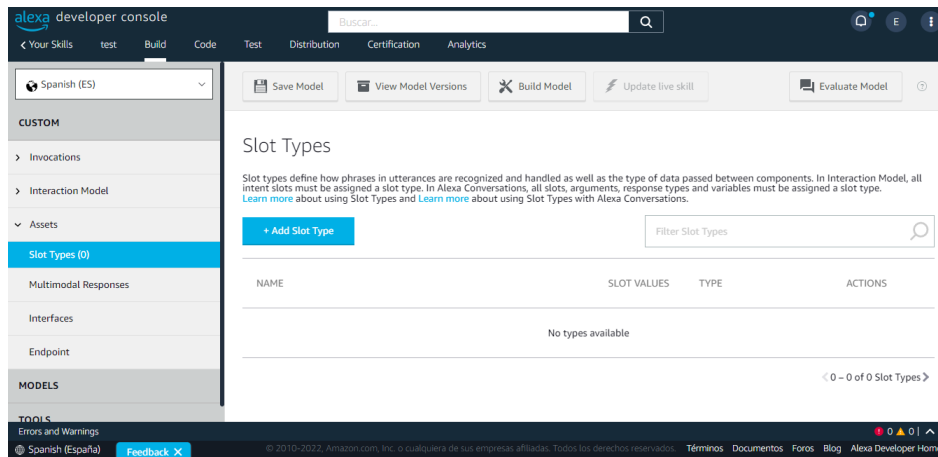 alexa developer console
Buscar...
E
Your Skills test Build Code Test Distribution Certification Analytics
Spanish (ES)
Save Model View Model Versions Build Model Update live skill Evaluate Model
CUSTOM
Invocations
Interaction Model
Assets
Slot Types (0)
Multimodal Responses
Interfaces
Endpoint
MODELS
TOOLS
Slot Types
Slot types define how phrases in utterances are recognized and handled as well as the type of data passed between components. In Interaction Model, all
intent slots must be assigned a slot type. In Alexa Conversations, all slots, arguments, response types and variables must be assigned a slot type.
Learn more about using Slot Types and Learn more about using Slot Types with Alexa Conversations.
+ Add Slot Type
Filter Slot Types
NAME SLOT VALUES TYPE ACTIONS
No types available
0 – 0 of 0 Slot Types
Errors and Warnings 0 0
Spanish (España) Feedback X © 2010-2022, Amazon.com, Inc. o cualquiera de sus empresas afiliadas. Todos los derechos reservados. Términos Documentos Foros Blog Alexa Developer Home